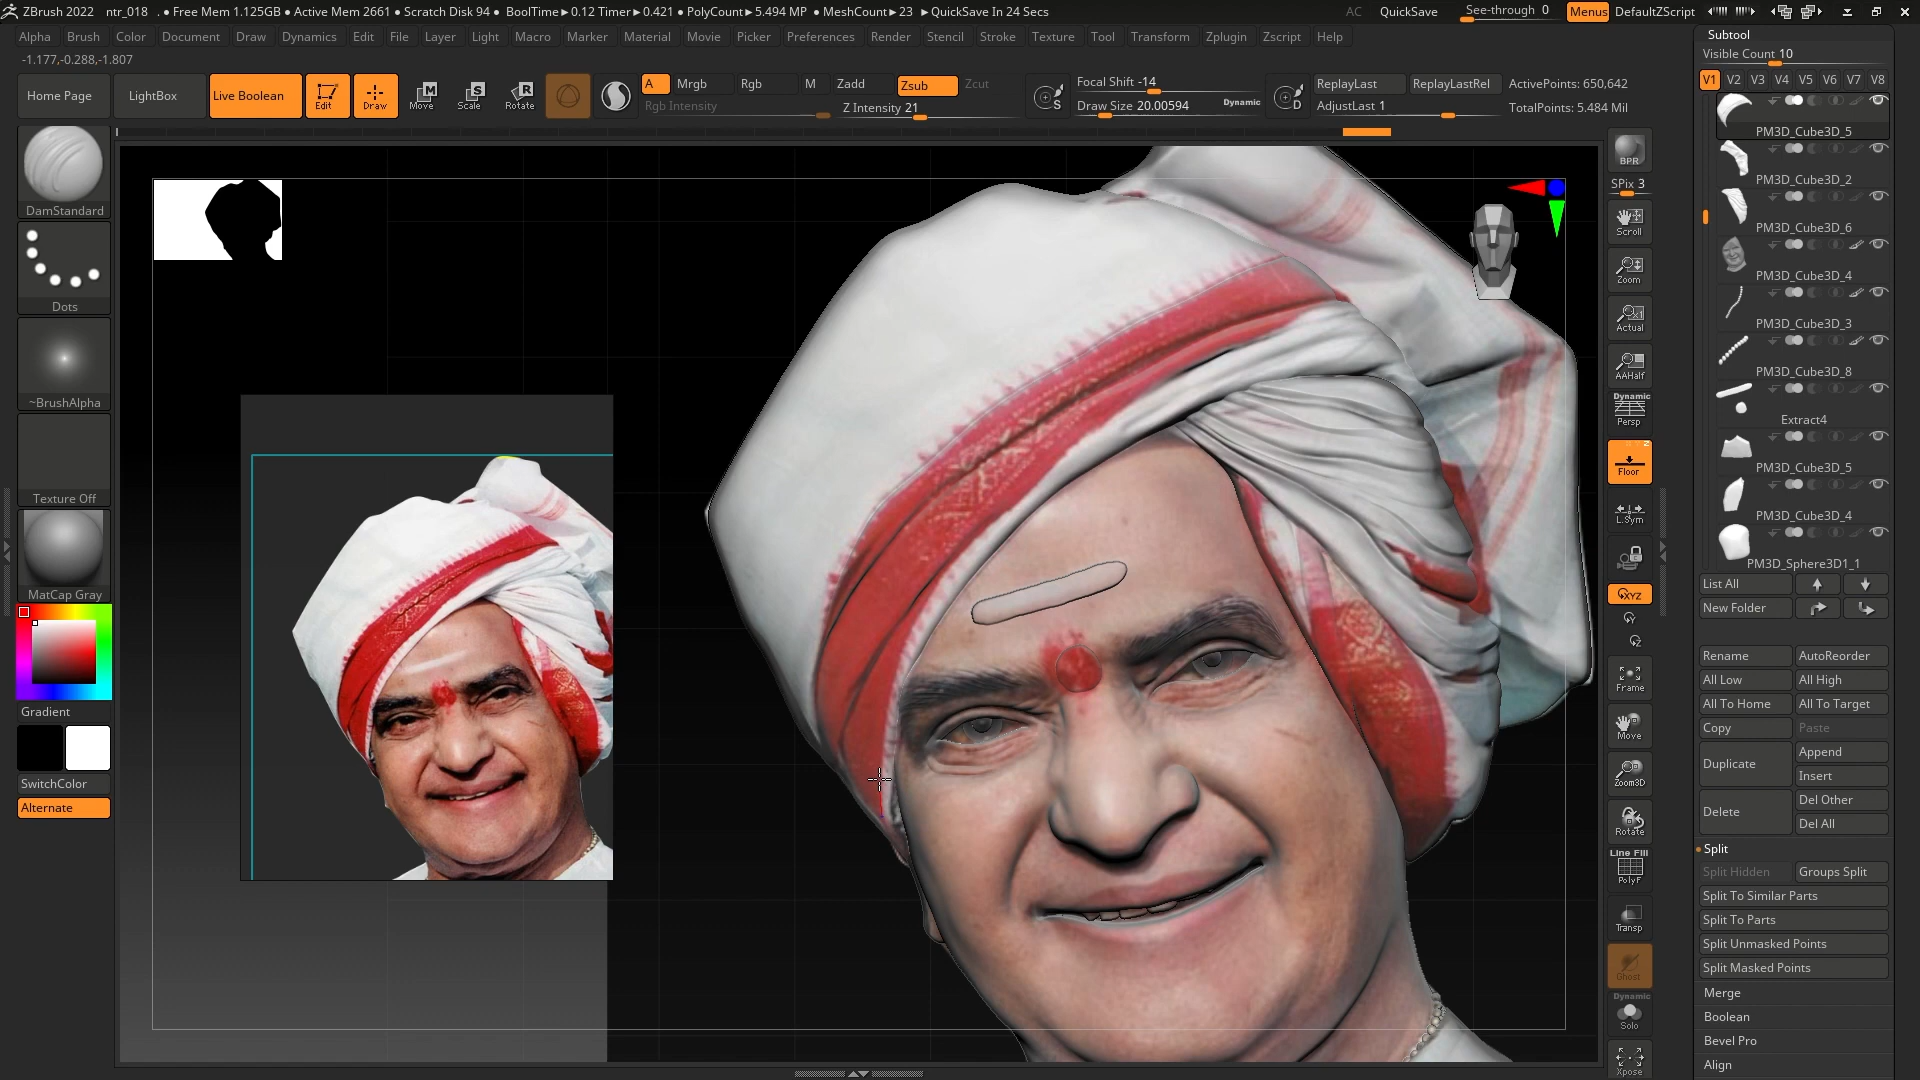 ZBrush 2022 ntr_018 . • Free Mem 1.125GB • Active Mem 2661 • Scratch Disk 94 • BoolTime►0.12 Timer►0.421 • PolyCount►5.494 MP • MeshCount►23 ►QuickSave In 24 Secs AC QuickSave See-through 0 Menus DefaultZScript
Alpha Brush Color Document Draw Dynamics Edit File Layer Light Macro Marker Material Movie Picker Preferences Render Stencil Stroke Texture Tool Transform Zplugin Zscript Help
-1.177,-0.288,-1.807
Home Page LightBox Live Boolean Edit Draw Move Scale Rotate
A Mrgb Rgb M Zadd Zsub Zcut
Rgb Intensity Z Intensity 21
Focal Shift -14
Draw Size 20.00594 Dynamic
ReplayLast ReplayLastRel ActivePoints: 650,642
AdjustLast 1 TotalPoints: 5.484 Mil
DamStandard
Dots
~BrushAlpha
Texture Off
MatCap Gray
Gradient
SwitchColor
Alternate
BPR
SPix 3
Scroll
Zoom
Actual
AAHalf
Dynamic
Persp
Floor
L.Sym
XYZ
Frame
Move
Zoom3D
Rotate
Line Fill
PolyF
Transp
Ghost
Dynamic
Solo
Xpose
Subtool
Visible Count 10
V1 V2 V3 V4 V5 V6 V7 V8
PM3D_Cube3D_5
PM3D_Cube3D_2
PM3D_Cube3D_6
PM3D_Cube3D_4
PM3D_Cube3D_3
PM3D_Cube3D_8
Extract4
PM3D_Cube3D_5
PM3D_Cube3D_4
PM3D_Sphere3D1_1
List All
New Folder
Rename AutoReorder
All Low All High
All To Home All To Target
Copy Paste
Duplicate Append
Insert
Delete Del Other
Del All
Split
Split Hidden Groups Split
Split To Similar Parts
Split To Parts
Split Unmasked Points
Split Masked Points
Merge
Boolean
Bevel Pro
Align